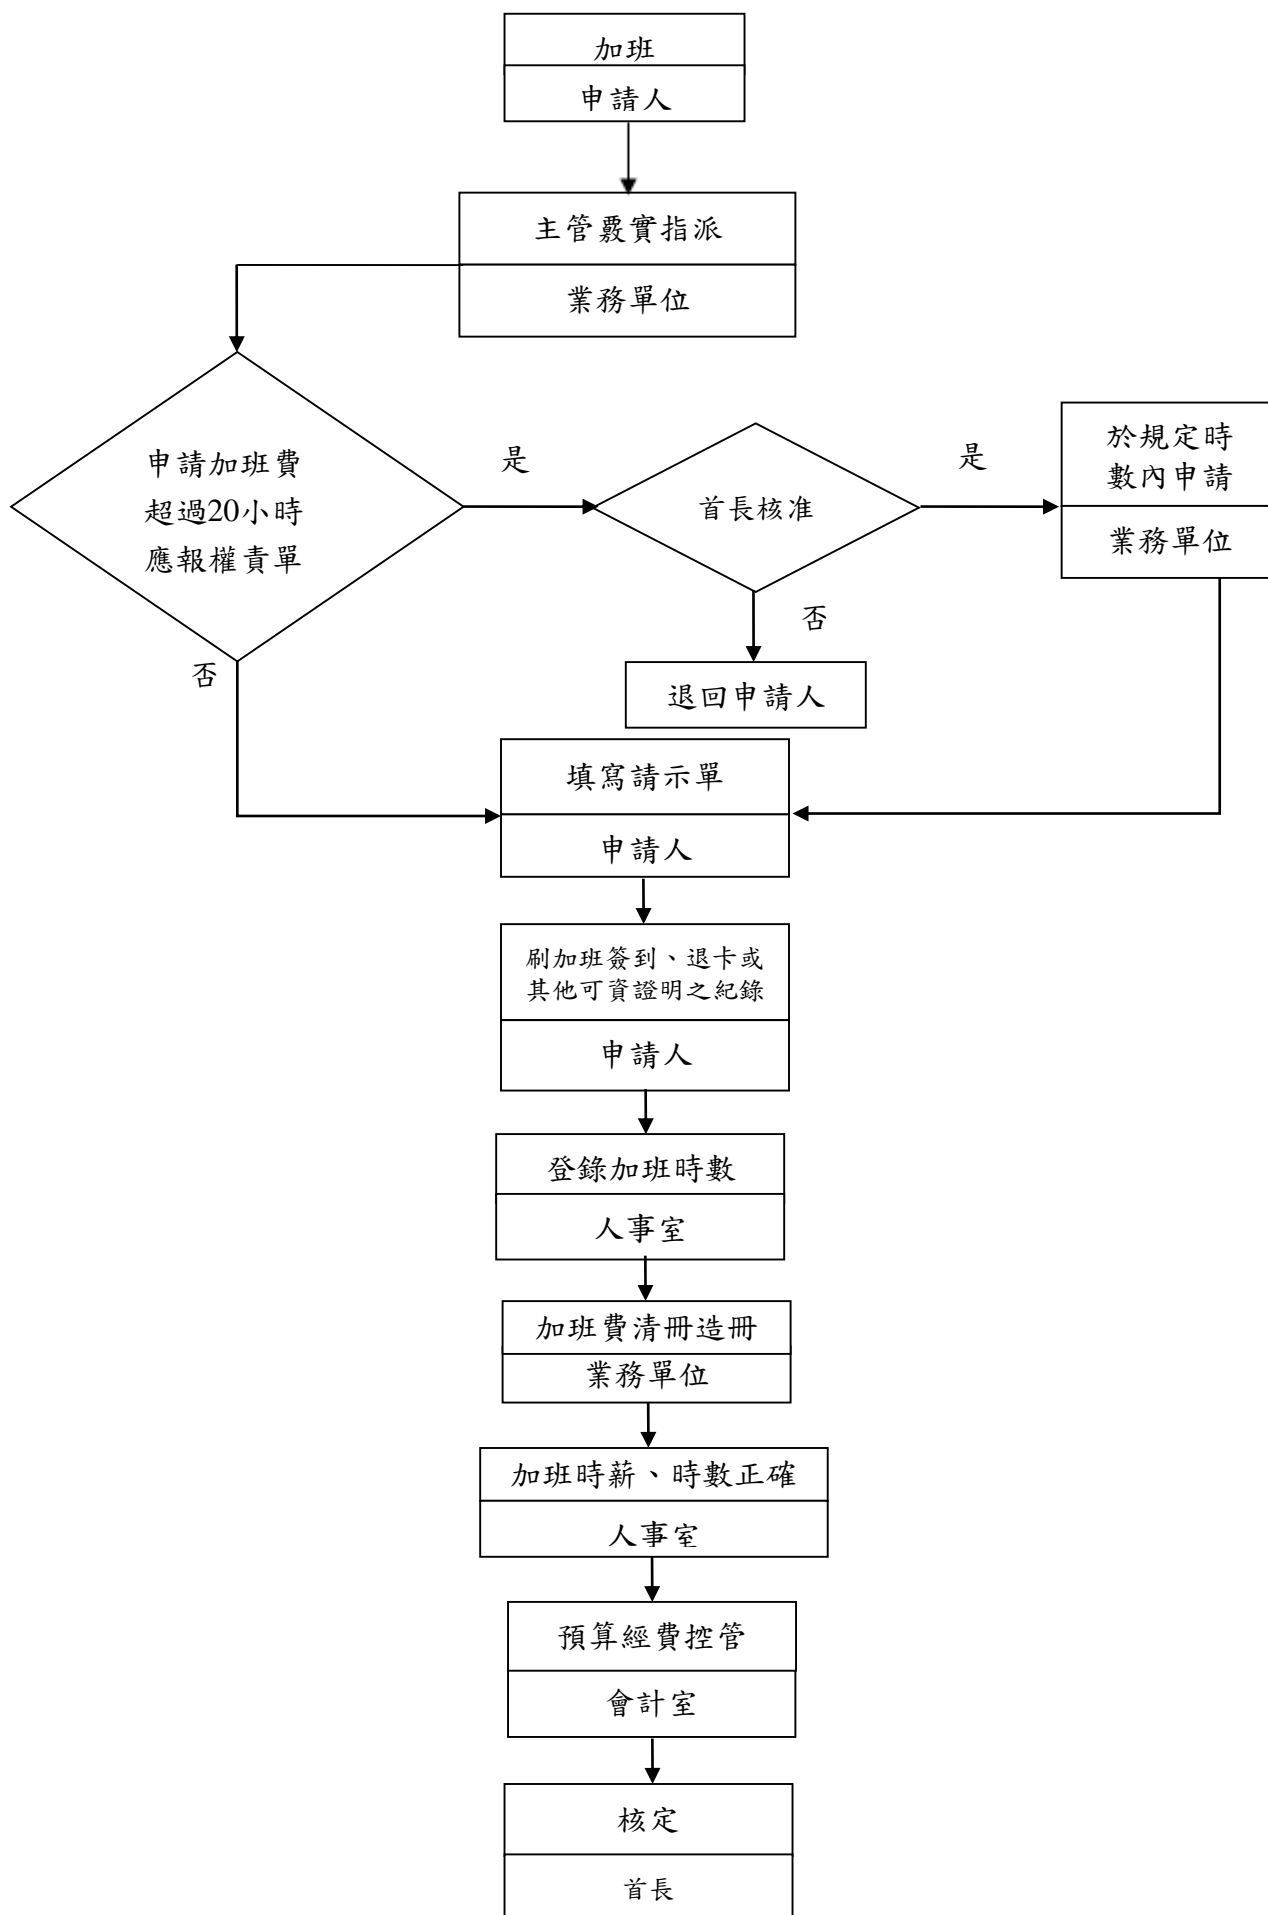 加班
申請人
主管覈實指派
業務單位
申請加班費
超過20小時
應報權責單
是
首長核准
是
於規定時
數內申請
業務單位
否
退回申請人
否
填寫請示單
申請人
刷加班簽到、退卡或
其他可資證明之紀錄
申請人
登錄加班時數
人事室
加班費清冊造冊
業務單位
加班時薪、時數正確
人事室
預算經費控管
會計室
核定
首長